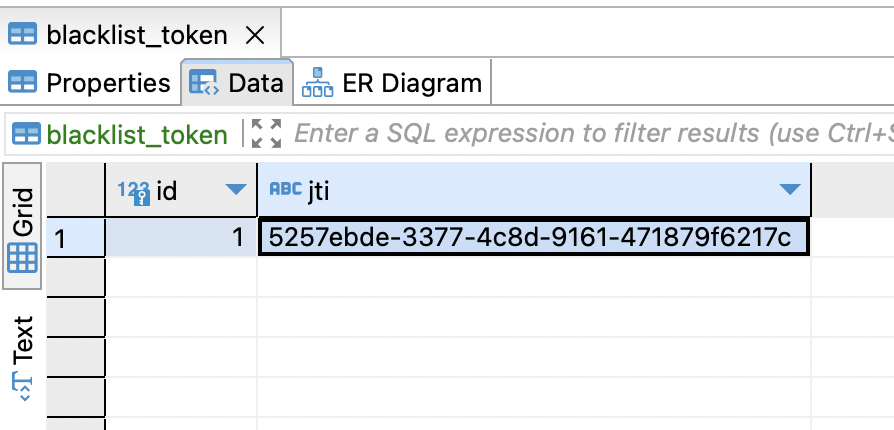 blacklist_token
Properties Data ER Diagram
blacklist_token Enter a SQL expression to filter results (use Ctrl+S
Grid
Text
123 id ABC jti
1 1 5257ebde-3377-4c8d-9161-471879f6217c